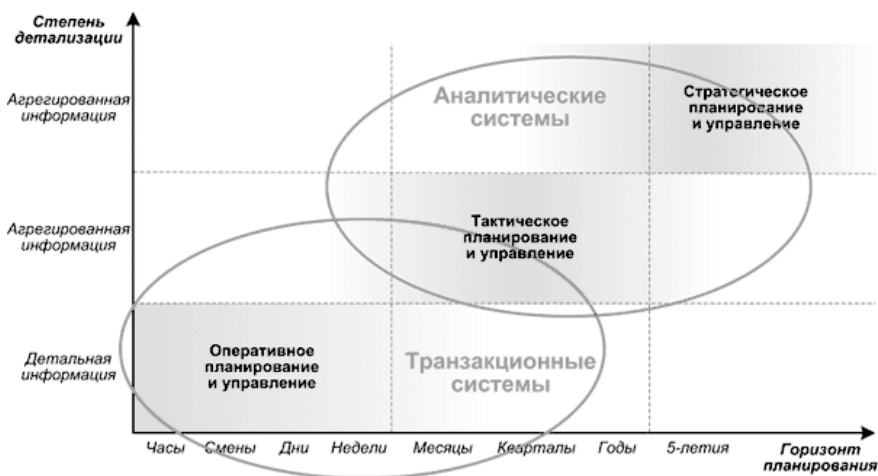 Степень
детализации
Агрегированная
информация
Аналитические
системы
Стратегическое
планирование
и управление
Агрегированная
информация
Тактическое
планирование
и управление
Детальная
информация
Оперативное
планирование
и управление
Транзакционные
системы
Часы Смены Дни Недели Месяцы Кварталы Годы 5-летия Горизонт
планирования